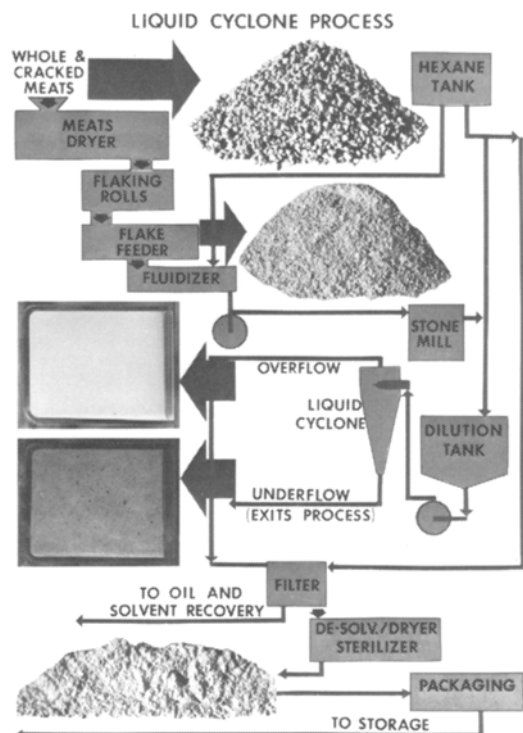 LIQUID CYCLONE PROCESS
WHOLE &
CRACKED
MEATS
HEXANE
TANK
MEATS
DRYER
FLAKING
ROLLS
FLAKE
FEEDER
FLUIDIZER
STONE
MILL
OVERFLOW
LIQUID
CYCLONE
DILUTION
TANK
UNDERFLOW
(EXITS PROCESS)
FILTER
TO OIL AND
SOLVENT RECOVERY
DE-SOLV./DRYER
STERILIZER
PACKAGING
TO STORAGE